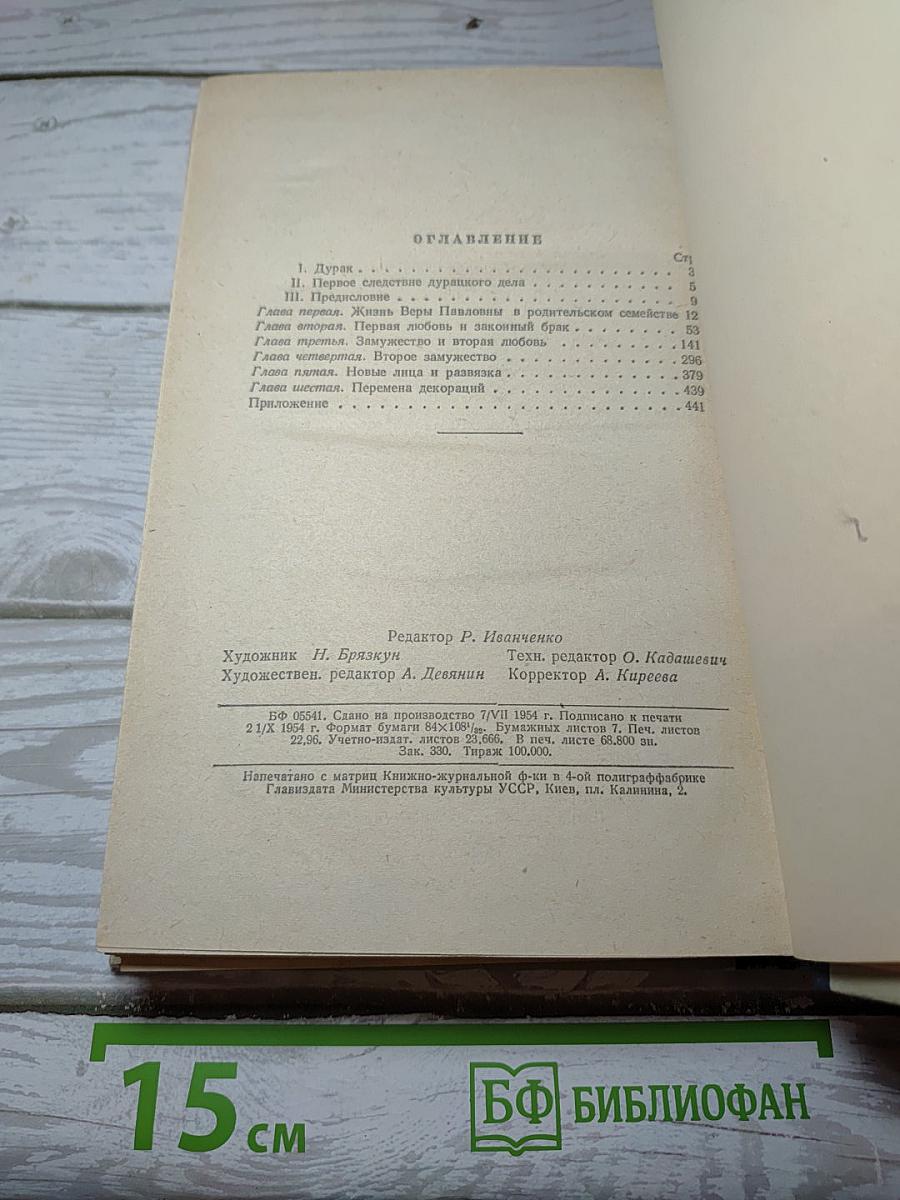 ОГЛАВЛЕНИЕ
Ст
I. Дурак . . . . . . . . . . . . . . . . . . . . . . . . . 3
II. Первое следствие дурацкого дела . . . . . . . . . . . 5
III. Предисловие . . . . . . . . . . . . . . . . . . . . . 9
Глава первая. Жизнь Веры Павловны в родительском семействе 12
Глава вторая. Первая любовь и законный брак . . . . . . . . 53
Глава третья. Замужество и вторая любовь . . . . . . . . . 141
Глава четвертая. Второе замужество . . . . . . . . . . . . 296
Глава пятая. Новые лица и развязка . . . . . . . . . . . . 379
Глава шестая. Перемена декораций . . . . . . . . . . . . . 439
Приложение . . . . . . . . . . . . . . . . . . . . . . . . 441
Редактор Р. Иванченко
Художник Н. Брязкун Техн. редактор О. Кадашевич
Художествен. редактор А. Девянин Корректор А. Киреева
БФ 05541. Сдано на производство 7/VII 1954 г. Подписано к печати
21/X 1954 г. Формат бумаги 84×108¹/₃₂. Бумажных листов 7. Печ. листов
22,96. Учетно-издат. листов 23,666. В печ. листе 68.800 зн.
Зак. 330. Тираж 100.000.
Напечатано с матриц Книжно-журнальной ф-ки в 4-ой полиграффабрике
Главиздата Министерства культуры УССР, Киев, пл. Калинина, 2.
15 см
БФ БИБЛИОФАН